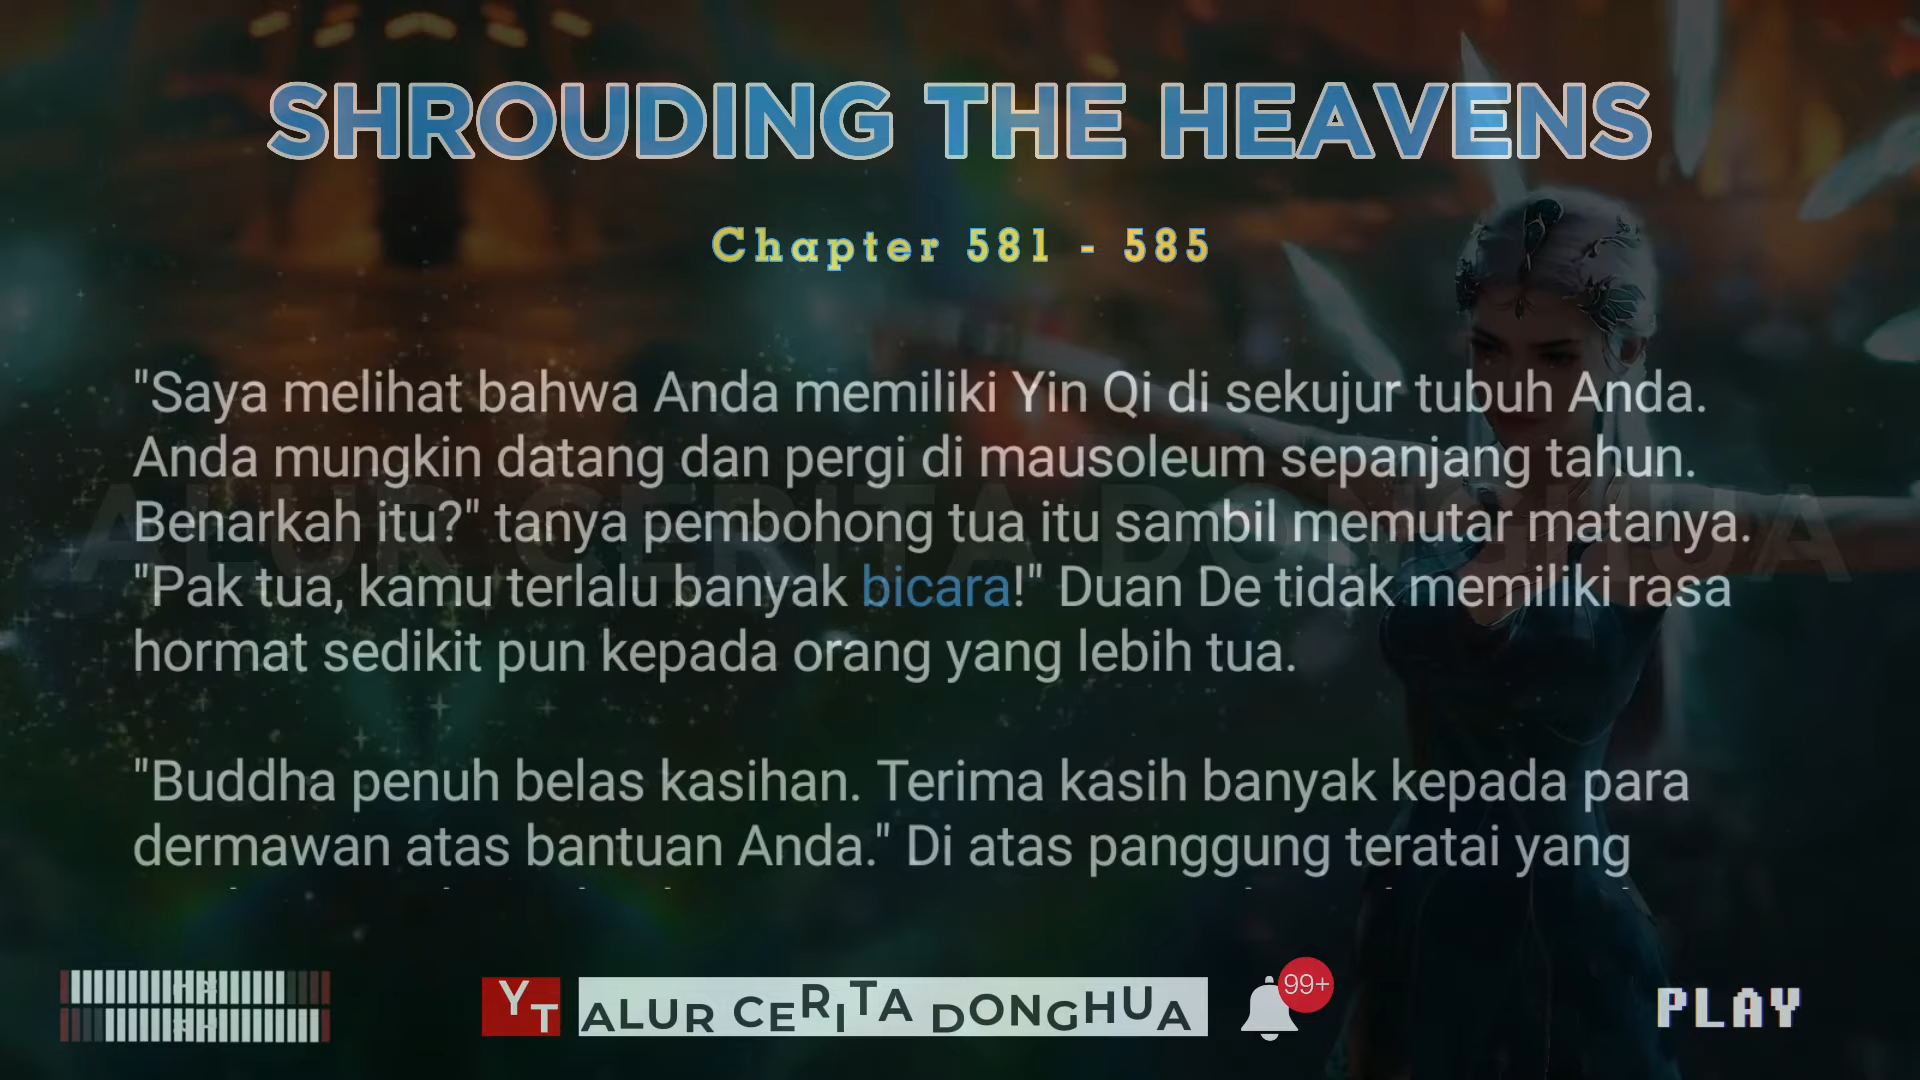 SHROUDING THE HEAVENS
Chapter 581 - 585
"Saya melihat bahwa Anda memiliki Yin Qi di sekujur tubuh Anda.
Anda mungkin datang dan pergi di mausoleum sepanjang tahun.
Benarkah itu?" tanya pembohong tua itu sambil memutar matanya.
"Pak tua, kamu terlalu banyak bicara!" Duan De tidak memiliki rasa
hormat sedikit pun kepada orang yang lebih tua.
"Buddha penuh belas kasihan. Terima kasih banyak kepada para
dermawan atas bantuan Anda." Di atas panggung teratai yang
ALUR CERITA DONGHUA
YT ALUR CERITA DONGHUA
99+
PLAY